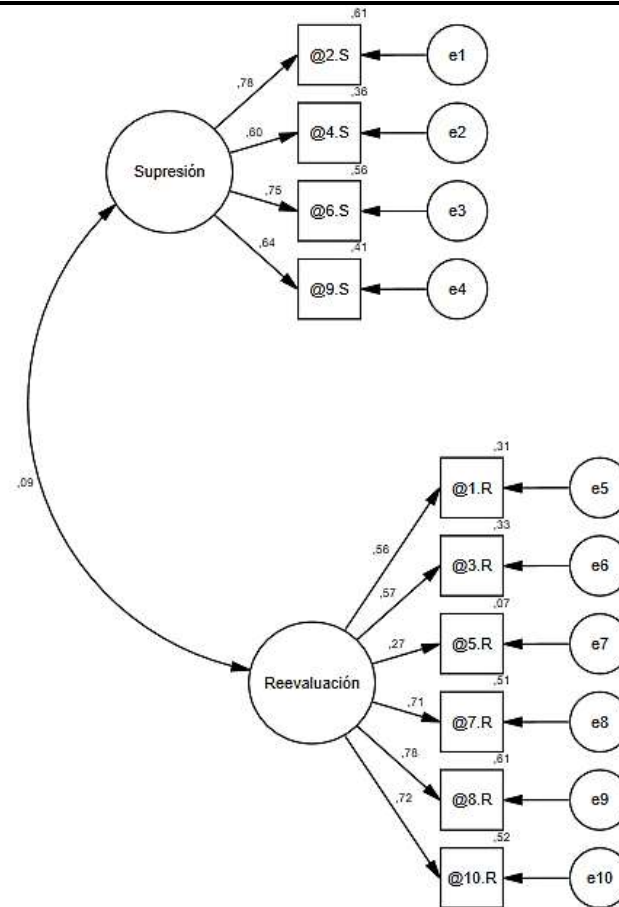 ,61
@2.S
e1
,78
,36
@4.S
e2
,60
Supresión
,56
@6.S
e3
,75
,41
@9.S
e4
,64
,09
,31
@1.R
e5
,56
,33
@3.R
e6
,57
,07
@5.R
e7
,27
Reevaluación
,51
@7.R
e8
,71
,61
@8.R
e9
,78
,52
@10.R
e10
,72